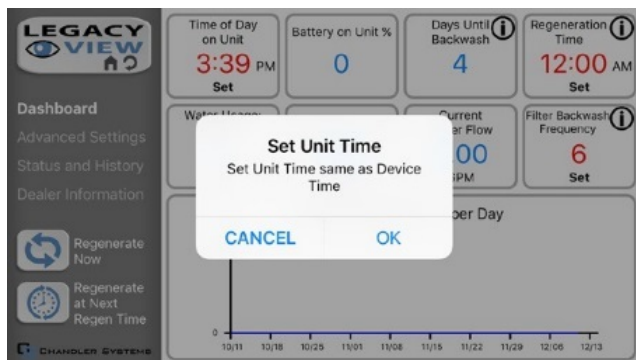 LEGACY
VIEW
Dashboard
Advanced Settings
Status and History
Dealer Information
Regenerate
Now
Regenerate
at Next
Regen Time
CHANDLER SYSTEMS
Time of Day
on Unit
3:39 PM
Set
Battery on Unit %
0
Days Until
Backwash
4
Regeneration
Time
12:00 AM
Set
Water Usage:
Current
Flow
Filter Backwash
Frequency
6
Set
Set Unit Time
Set Unit Time same as Device
Time
CANCEL
OK
per Day
0
10/11 10/18 10/25 11/01 11/08 11/15 11/22 11/29 12/06 12/13